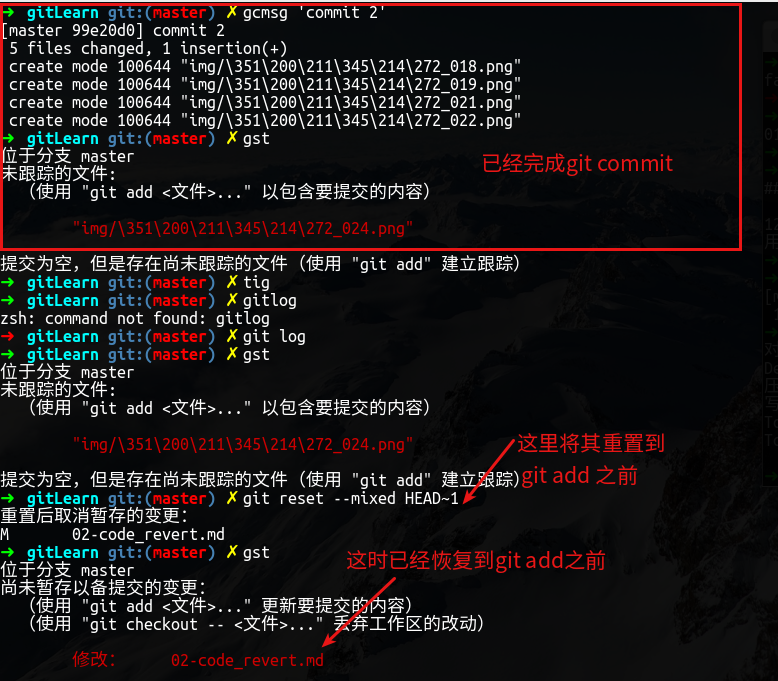 ➜ gitLearn git:(master) ✗ gcmsg 'commit 2'
[master 99e20d0] commit 2
5 files changed, 1 insertion(+)
create mode 100644 "img/\351\200\211\345\214\272_018.png"
create mode 100644 "img/\351\200\211\345\214\272_019.png"
create mode 100644 "img/\351\200\211\345\214\272_021.png"
create mode 100644 "img/\351\200\211\345\214\272_022.png"
➜ gitLearn git:(master) ✗ gst
位于分支 master
未跟踪的文件:
（使用 "git add <文件>..." 以包含要提交的内容）
已经完成git commit
"img/\351\200\211\345\214\272_024.png"
提交为空，但是存在尚未跟踪的文件（使用 "git add" 建立跟踪）
➜ gitLearn git:(master) ✗ tig
➜ gitLearn git:(master) ✗ gitlog
zsh: command not found: gitlog
➜ gitLearn git:(master) ✗ git log
➜ gitLearn git:(master) ✗ gst
位于分支 master
未跟踪的文件:
（使用 "git add <文件>..." 以包含要提交的内容）
"img/\351\200\211\345\214\272_024.png"
这里将其重置到
git add 之前
提交为空，但是存在尚未跟踪的文件（使用 "git add" 建立跟踪）
➜ gitLearn git:(master) ✗ git reset --mixed HEAD~1
重置后取消暂存的变更：
M 02-code_revert.md
➜ gitLearn git:(master) ✗ gst
这时已经恢复到git add之前
位于分支 master
尚未暂存以备提交的变更：
（使用 "git add <文件>..." 更新要提交的内容）
（使用 "git checkout -- <文件>..." 丢弃工作区的改动）
修改： 02-code_revert.md